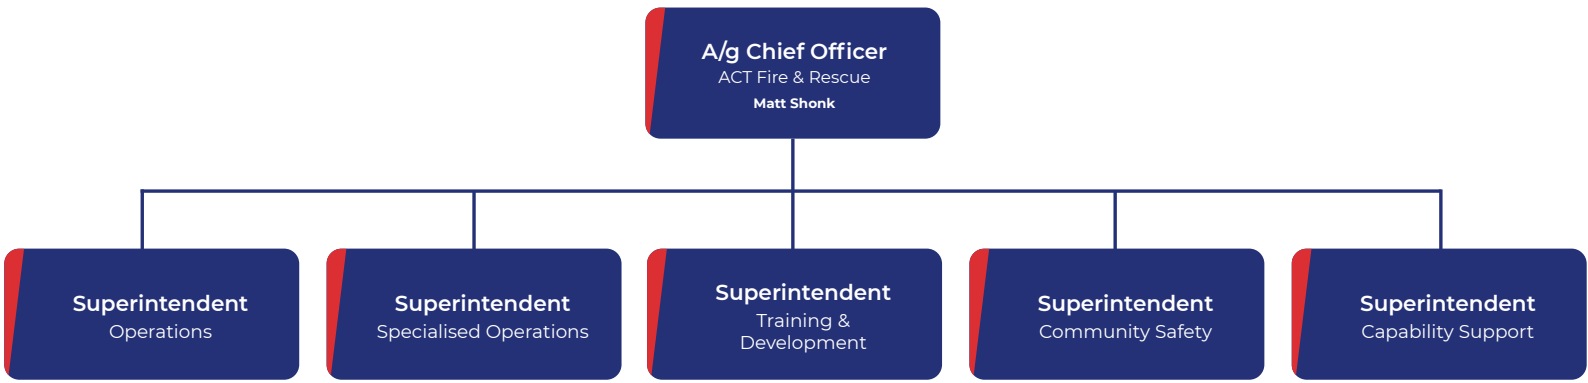 A/g Chief Officer
ACT Fire & Rescue
Matt Shonk
Superintendent
Operations
Superintendent
Specialised Operations
Superintendent
Training &
Development
Superintendent
Community Safety
Superintendent
Capability Support